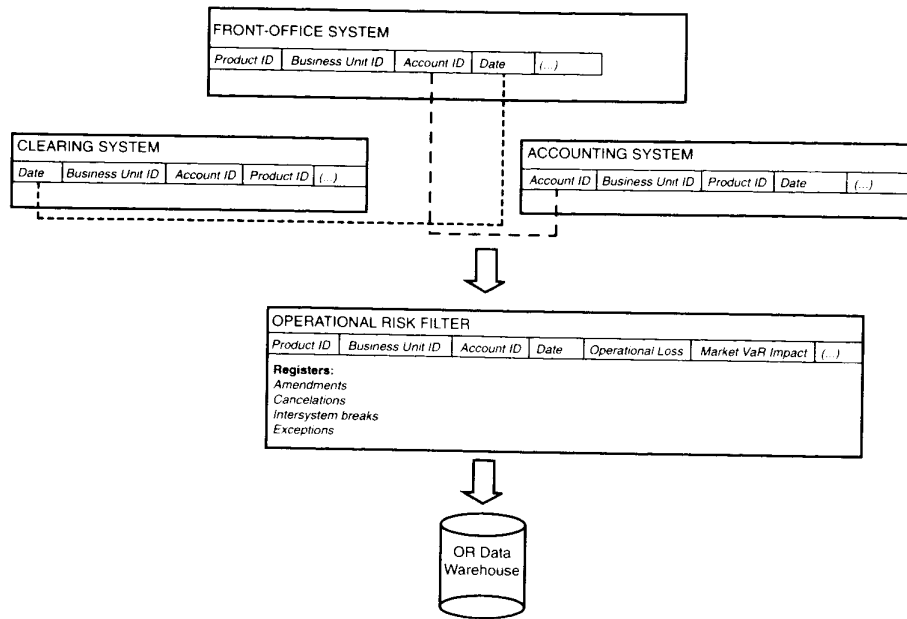 FRONT-OFFICE SYSTEM
Product ID Business Unit ID Account ID Date (...)
CLEARING SYSTEM
Date Business Unit ID Account ID Product ID (...)
ACCOUNTING SYSTEM
Account ID Business Unit ID Product ID Date (...)
OPERATIONAL RISK FILTER
Product ID Business Unit ID Account ID Date Operational Loss Market VaR Impact (...)
Registers:
Amendments
Cancelations
Intersystem breaks
Exceptions
OR Data
Warehouse